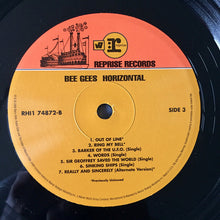 REPRISE RECORDS
BEE GEES HORIZONTAL
RHI1 74872-B
SIDE 3
1. OUT OF LINE*
2. RING MY BELL*
3. BARKER OF THE U.F.O. (Single)
4. WORDS (Single)
5. SIR GEOFFREY SAVED THE WORLD (Single)
6. SINKING SHIPS (Single)
7. REALLY AND SINCERELY (Alternate Version)*
*Previously Unissued